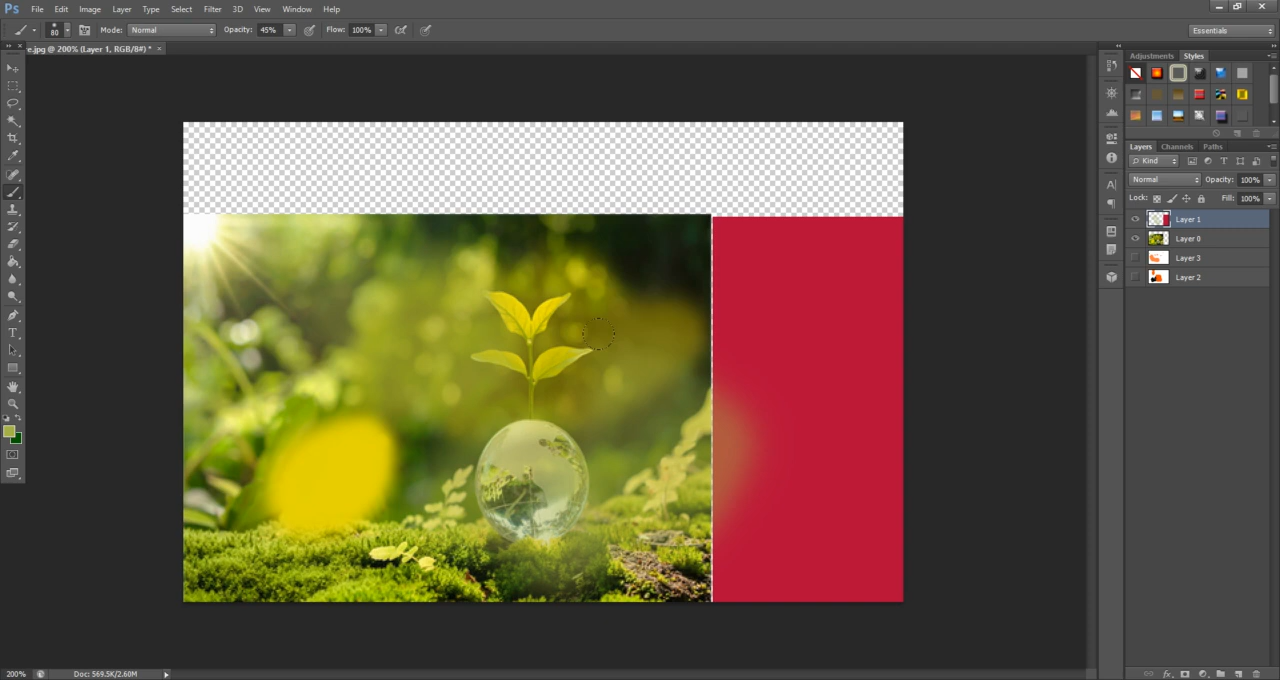 Ps File Edit Image Layer Type Select Filter 3D View Window Help
80 Mode: Normal Opacity: 45% Flow: 100% Essentials
e.jpg @ 200% (Layer 1, RGB/8#) * ×
Adjustments Styles
Layers Channels Paths
Kind
Normal Opacity: 100%
Lock: Fill: 100%
Layer 1
Layer 0
Layer 3
Layer 2
200% Doc: 569.5K/2.60M